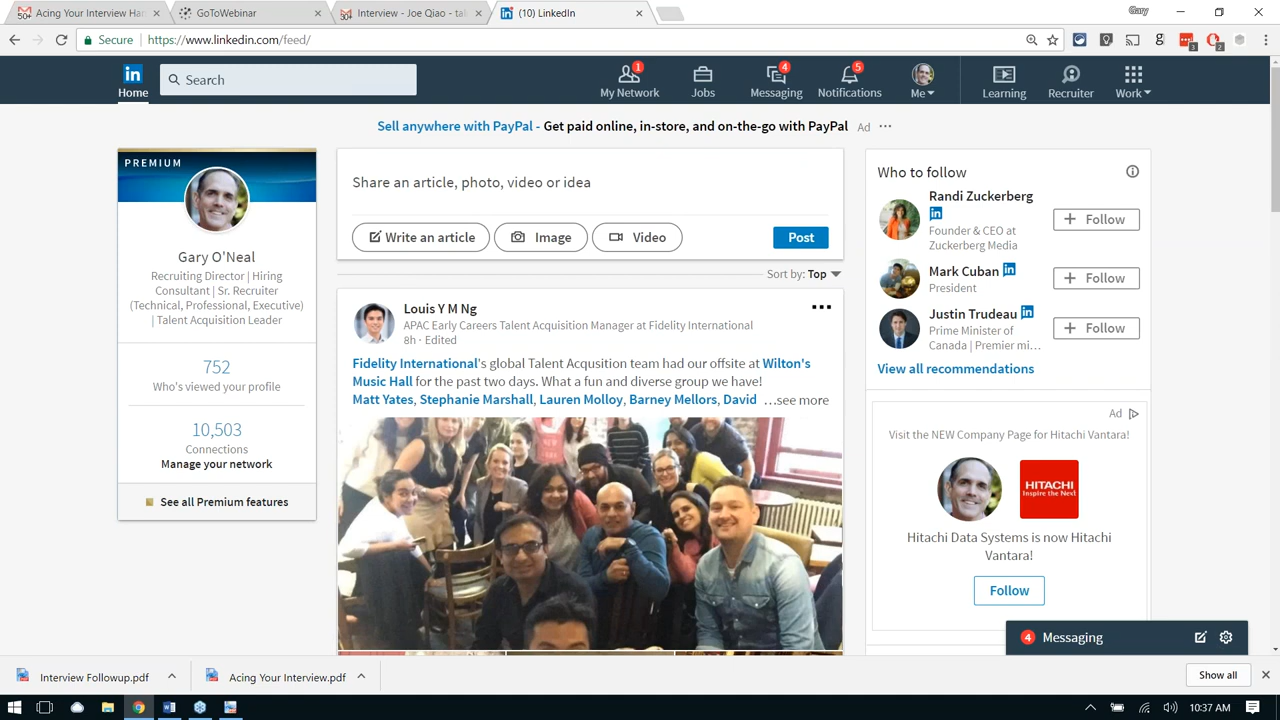 Acing Your Interview Han
GoToWebinar
Interview - Joe Qiao - tal
(10) LinkedIn
Gary
Secure
https://www.linkedin.com/feed/
in
Home
Search
1
My Network
Jobs
4
Messaging
5
Notifications
Me
Learning
Recruiter
Work
Sell anywhere with PayPal - Get paid online, in-store, and on-the-go with PayPal Ad
PREMIUM
Gary O'Neal
Recruiting Director | Hiring
Consultant | Sr. Recruiter
(Technical, Professional, Executive)
| Talent Acquisition Leader
752
Who's viewed your profile
10,503
Connections
Manage your network
See all Premium features
Share an article, photo, video or idea
Write an article
Image
Video
Post
Sort by: Top
Louis Y M Ng
APAC Early Careers Talent Acquisition Manager at Fidelity International
8h · Edited
Fidelity International's global Talent Acqusition team had our offsite at Wilton's
Music Hall for the past two days. What a fun and diverse group we have!
Matt Yates, Stephanie Marshall, Lauren Molloy, Barney Mellors, David …see more
Who to follow
Randi Zuckerberg
in
Founder & CEO at
Zuckerberg Media
Follow
Mark Cuban in
President
Follow
Justin Trudeau in
Prime Minister of
Canada | Premier mi…
Follow
View all recommendations
Ad
Visit the NEW Company Page for Hitachi Vantara!
HITACHI
Inspire the Next
Hitachi Data Systems is now Hitachi
Vantara!
Follow
4 Messaging
Interview Followup.pdf
Acing Your Interview.pdf
Show all
10:37 AM